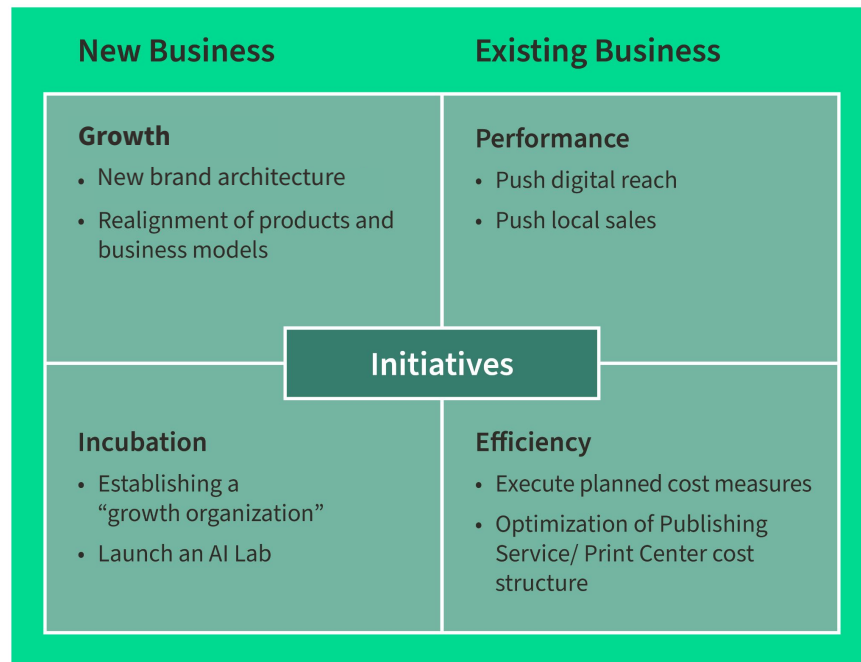 New Business
Existing Business
Growth
• New brand architecture
• Realignment of products and
business models
Performance
• Push digital reach
• Push local sales
Initiatives
Incubation
• Establishing a
“growth organization”
• Launch an AI Lab
Efficiency
• Execute planned cost measures
• Optimization of Publishing
Service/ Print Center cost
structure